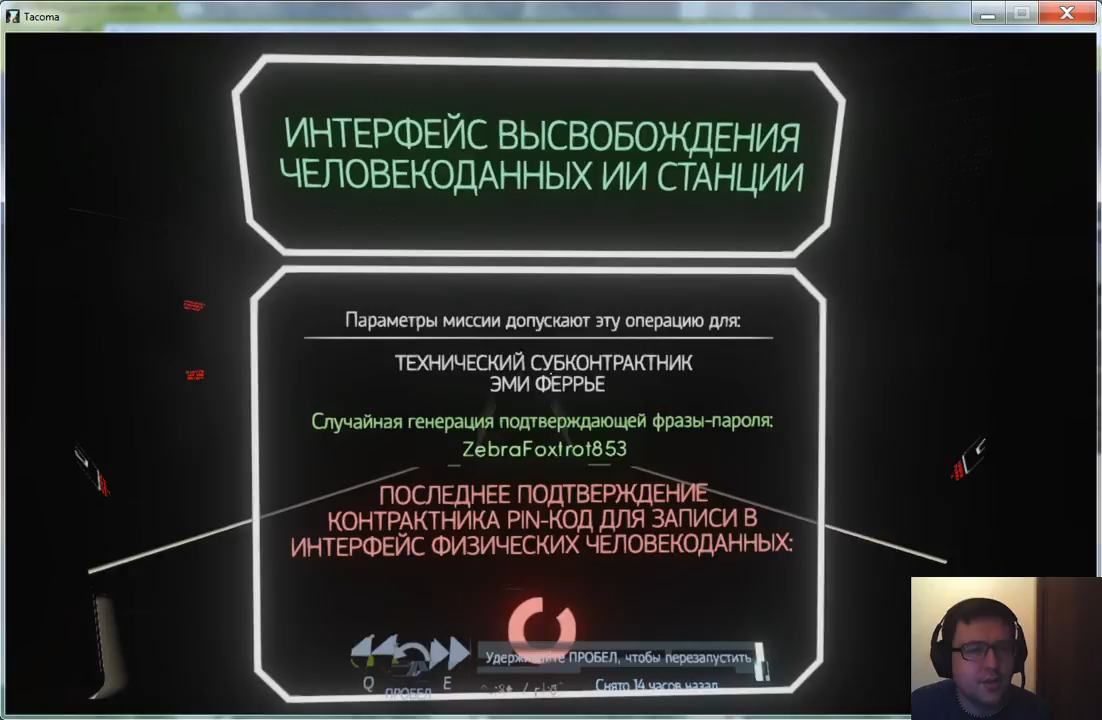 Tacoma
ИНТЕРФЕЙС ВЫСВОБОЖДЕНИЯ
ЧЕЛОВЕКОДАННЫХ ИИ СТАНЦИИ
Параметры миссии допускают эту операцию для:
ТЕХНИЧЕСКИЙ СУБКОНТРАКТНИК
ЭМИ ФЕРРЬЕ
Случайная генерация подтверждающей фразы-пароля:
ZebraFoxtrot853
ПОСЛЕДНЕЕ ПОДТВЕРЖДЕНИЕ
КОНТРАКТНИКА PIN-КОД ДЛЯ ЗАПИСИ В
ИНТЕРФЕЙС ФИЗИЧЕСКИХ ЧЕЛОВЕКОДАННЫХ:
Удерживайте ПРОБЕЛ, чтобы перезапустить
Q ПРОБЕЛ E
Снято 14 часов назад